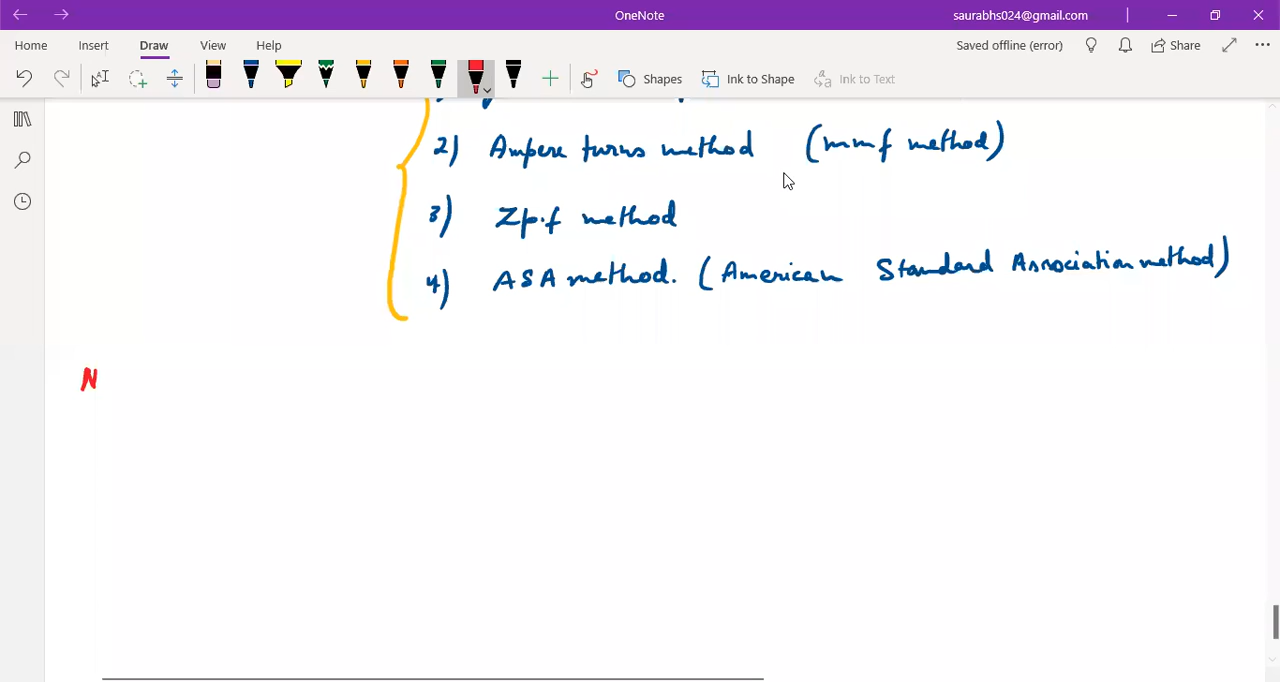 OneNote
saurabhs024@gmail.com
Home Insert Draw View Help
Saved offline (error) Share
Shapes Ink to Shape Ink to Text
2) Ampere turns method (mmf method)
3) Zp.f method
4) ASA method. (American Standard Association method)
N